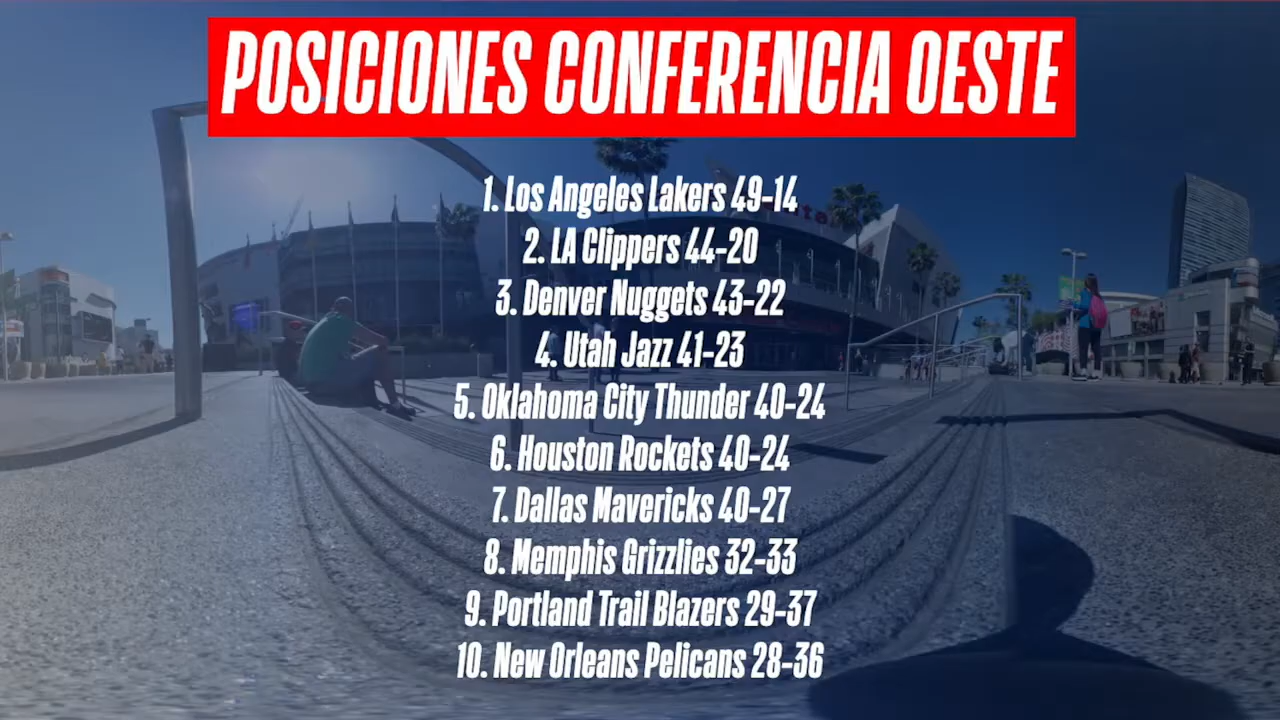 POSICIONES CONFERENCIA OESTE
1. Los Angeles Lakers 49-14
2. LA Clippers 44-20
3. Denver Nuggets 43-22
4. Utah Jazz 41-23
5. Oklahoma City Thunder 40-24
6. Houston Rockets 40-24
7. Dallas Mavericks 40-27
8. Memphis Grizzlies 32-33
9. Portland Trail Blazers 29-37
10. New Orleans Pelicans 28-36